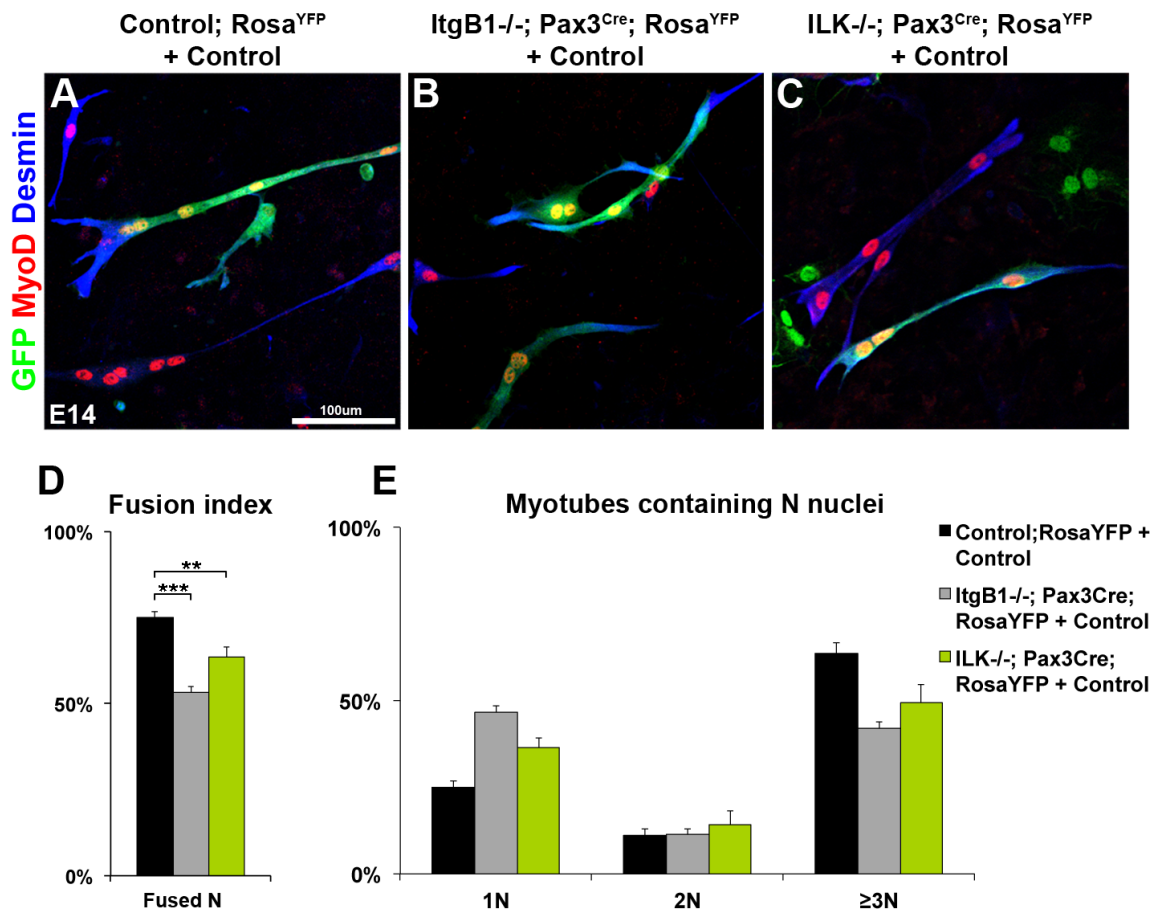 Control; RosaYFP
+ Control
ItgB1-/-; Pax3Cre; RosaYFP
+ Control
ILK-/-; Pax3Cre; RosaYFP
+ Control
GFP MyoD Desmin
A
B
C
E14
100um
D
Fusion index
100%
50%
0%
**
***
Fused N
E
Myotubes containing N nuclei
100%
50%
0%
1N
2N
≥3N
Control;RosaYFP +
Control
ItgB1-/-; Pax3Cre;
RosaYFP + Control
ILK-/-; Pax3Cre;
RosaYFP + Control